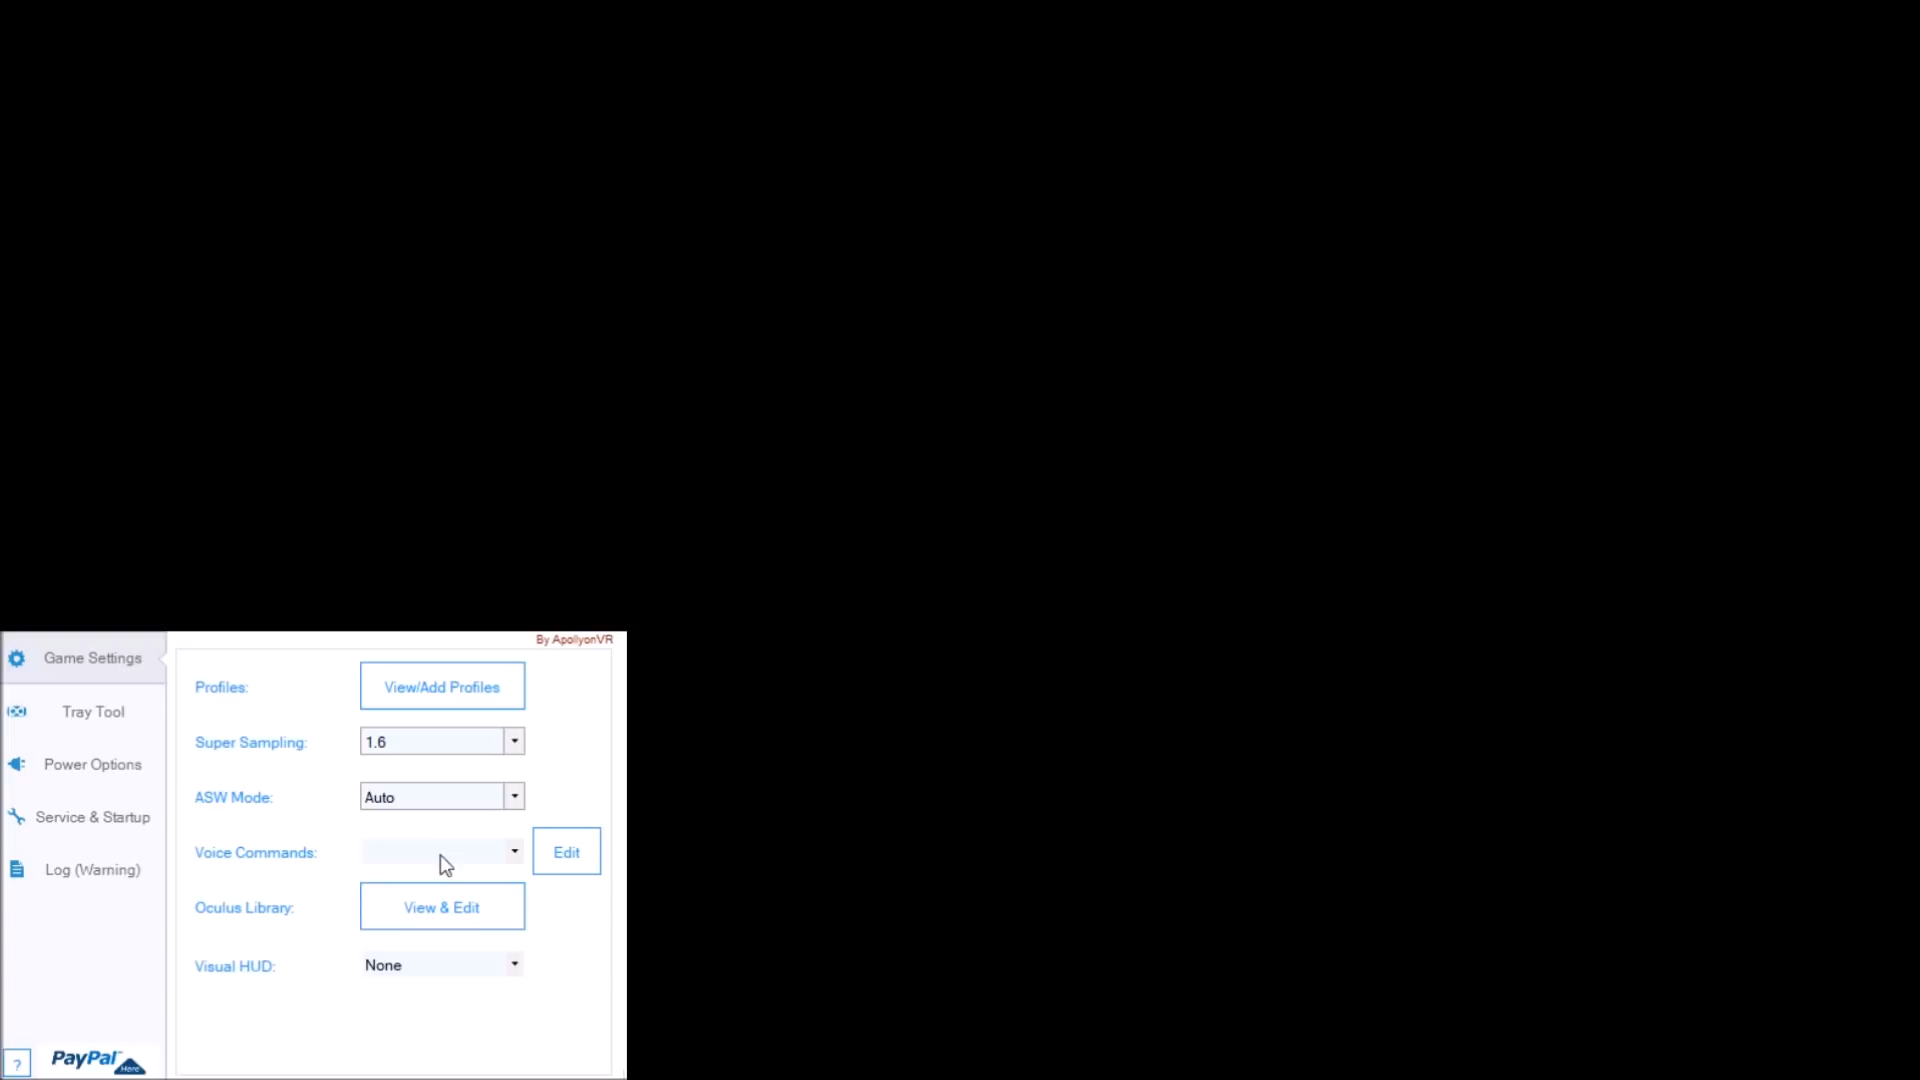 By ApollyonVR
Game Settings
Tray Tool
Power Options
Service & Startup
Log (Warning)
Profiles: View/Add Profiles
Super Sampling: 1.6
ASW Mode: Auto
Voice Commands: Edit
Oculus Library: View & Edit
Visual HUD: None
? PayPal Here